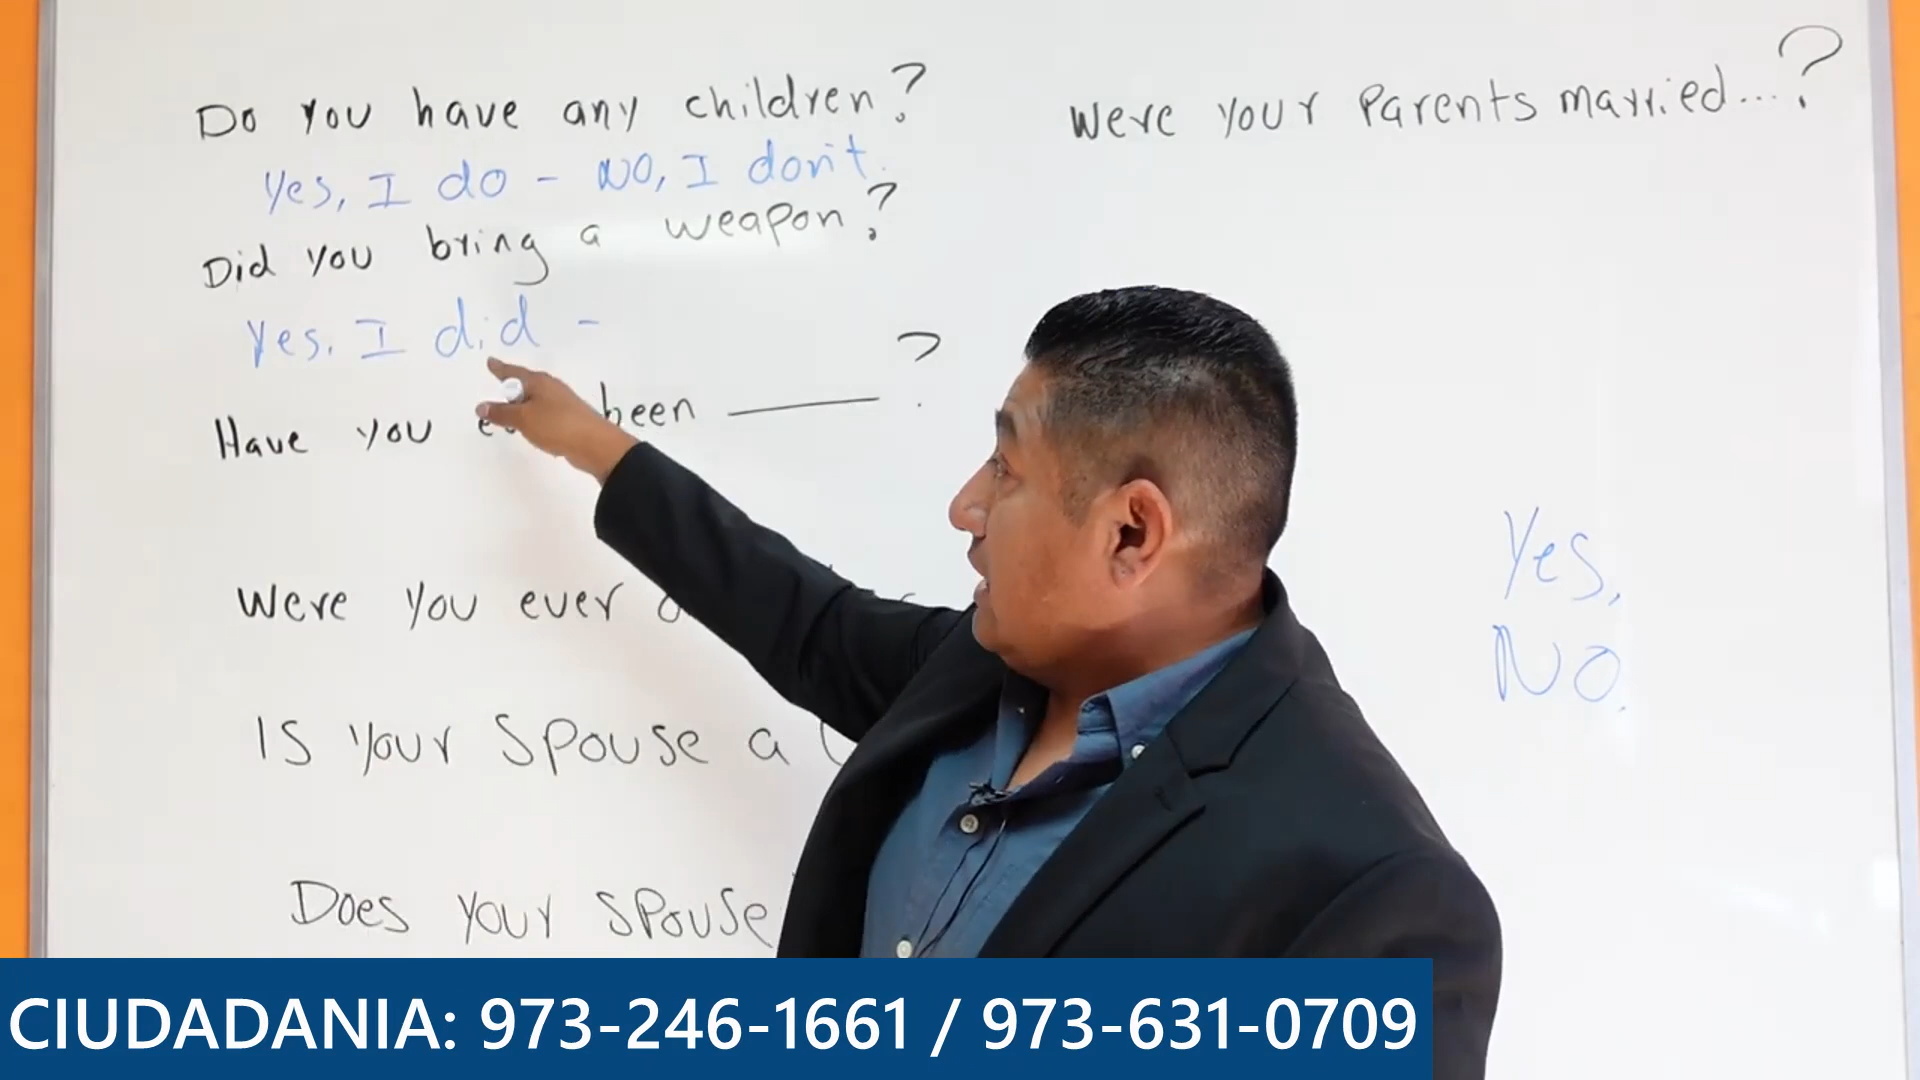 Do you have any children?
Yes, I do - NO, I don't.
Did you bring a weapon?
Yes. I did -
Have you been ?
Were you ever
Is your spouse a
Does your spouse
Were your Parents married...?
Yes,
No.
CIUDADANIA: 973-246-1661 / 973-631-0709